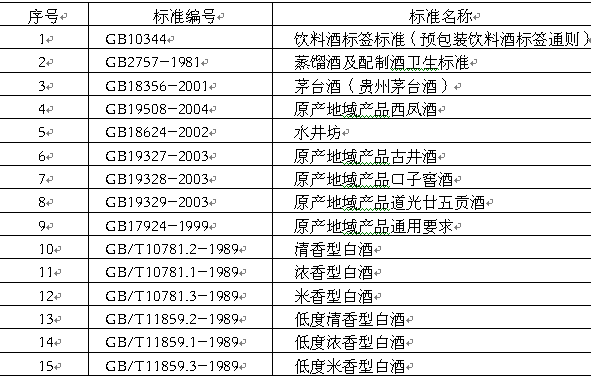 序号 标准编号 标准名称
1 GB10344 饮料酒标签标准（预包装饮料酒标签通则）
2 GB2757-1981 蒸馏酒及配制酒卫生标准
3 GB18356-2001 茅台酒（贵州茅台酒）
4 GB19508-2004 原产地域产品西凤酒
5 GB18624-2002 水井坊
6 GB19327-2003 原产地域产品古井酒
7 GB19328-2003 原产地域产品口子窖酒
8 GB19329-2003 原产地域产品道光廿五贡酒
9 GB17924-1999 原产地域产品通用要求
10 GB/T10781.2-1989 清香型白酒
11 GB/T10781.1-1989 浓香型白酒
12 GB/T10781.3-1989 米香型白酒
13 GB/T11859.2-1989 低度清香型白酒
14 GB/T11859.1-1989 低度浓香型白酒
15 GB/T11859.3-1989 低度米香型白酒